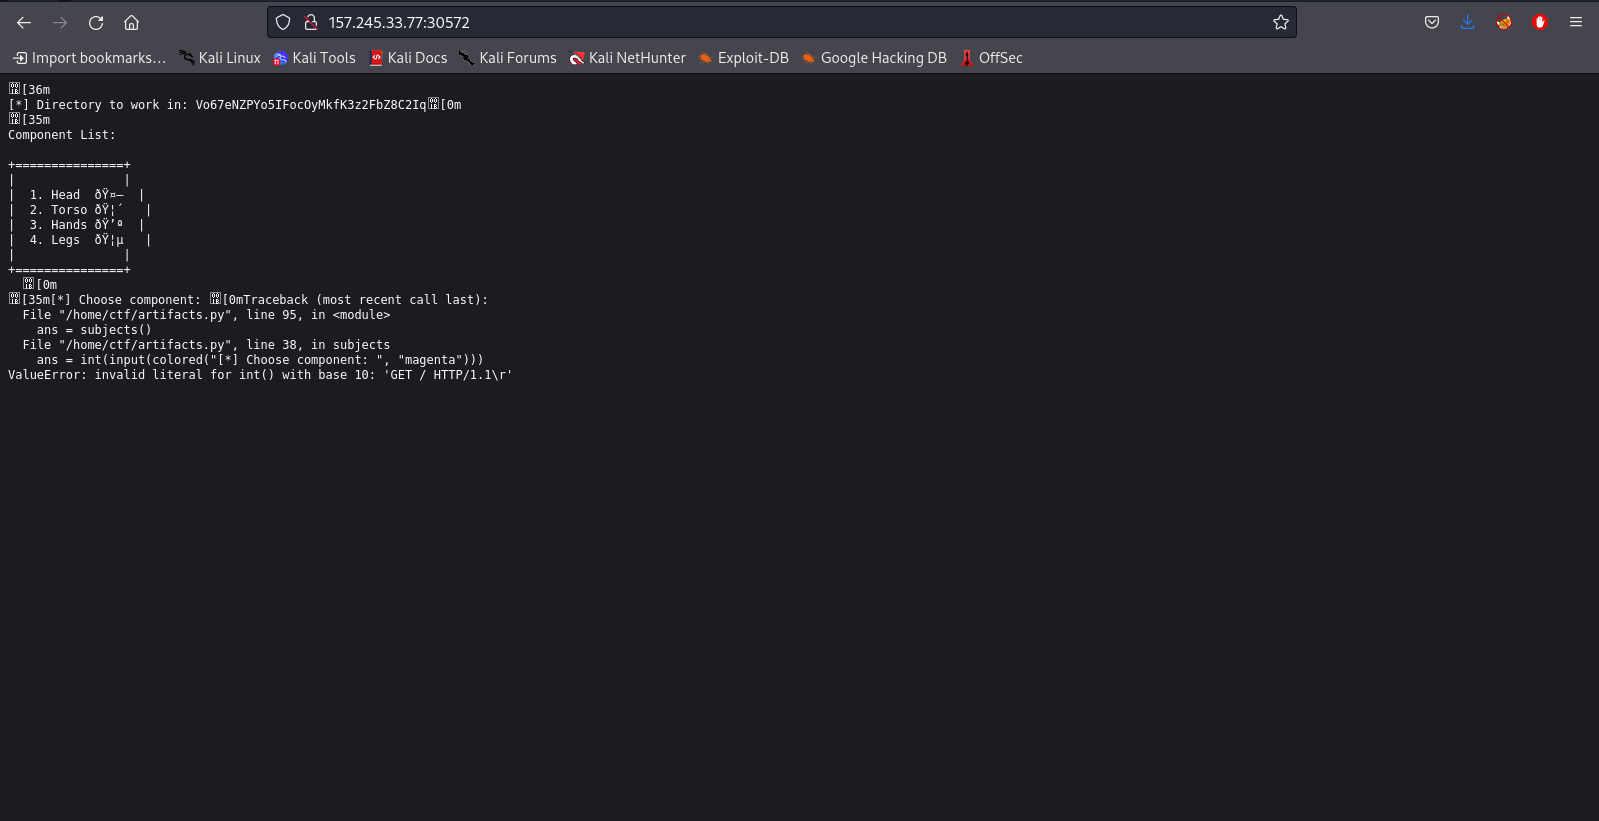 157.245.33.77:30572
Import bookmarks... Kali Linux Kali Tools Kali Docs Kali Forums Kali NetHunter Exploit-DB Google Hacking DB OffSec
[36m
[*] Directory to work in: Vo67eNZPYo5IFocOyMkfK3z2FbZ8C2Iq[0m
[35m
Component List:
+===============+
|               |
|  1. Head  ðŸ¤–  |
|  2. Torso ðŸ¦´   |
|  3. Hands ðŸ’ª  |
|  4. Legs  ðŸ¦µ   |
|               |
+===============+
[0m
[35m[*] Choose component: [0mTraceback (most recent call last):
  File "/home/ctf/artifacts.py", line 95, in <module>
    ans = subjects()
  File "/home/ctf/artifacts.py", line 38, in subjects
    ans = int(input(colored("[*] Choose component: ", "magenta")))
ValueError: invalid literal for int() with base 10: 'GET / HTTP/1.1\r'